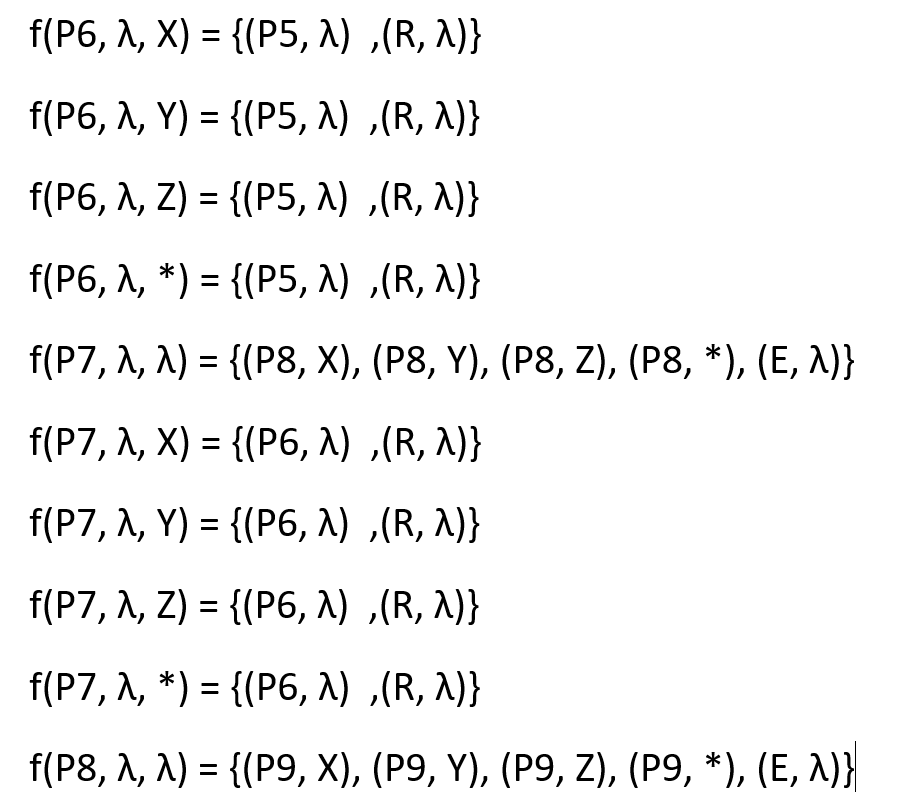 f(P6, λ, X) = {(P5, λ)  ,(R, λ)}
f(P6, λ, Y) = {(P5, λ)  ,(R, λ)}
f(P6, λ, Z) = {(P5, λ)  ,(R, λ)}
f(P6, λ, *) = {(P5, λ)  ,(R, λ)}
f(P7, λ, λ) = {(P8, X), (P8, Y), (P8, Z), (P8, *), (E, λ)}
f(P7, λ, X) = {(P6, λ)  ,(R, λ)}
f(P7, λ, Y) = {(P6, λ)  ,(R, λ)}
f(P7, λ, Z) = {(P6, λ)  ,(R, λ)}
f(P7, λ, *) = {(P6, λ)  ,(R, λ)}
f(P8, λ, λ) = {(P9, X), (P9, Y), (P9, Z), (P9, *), (E, λ)}